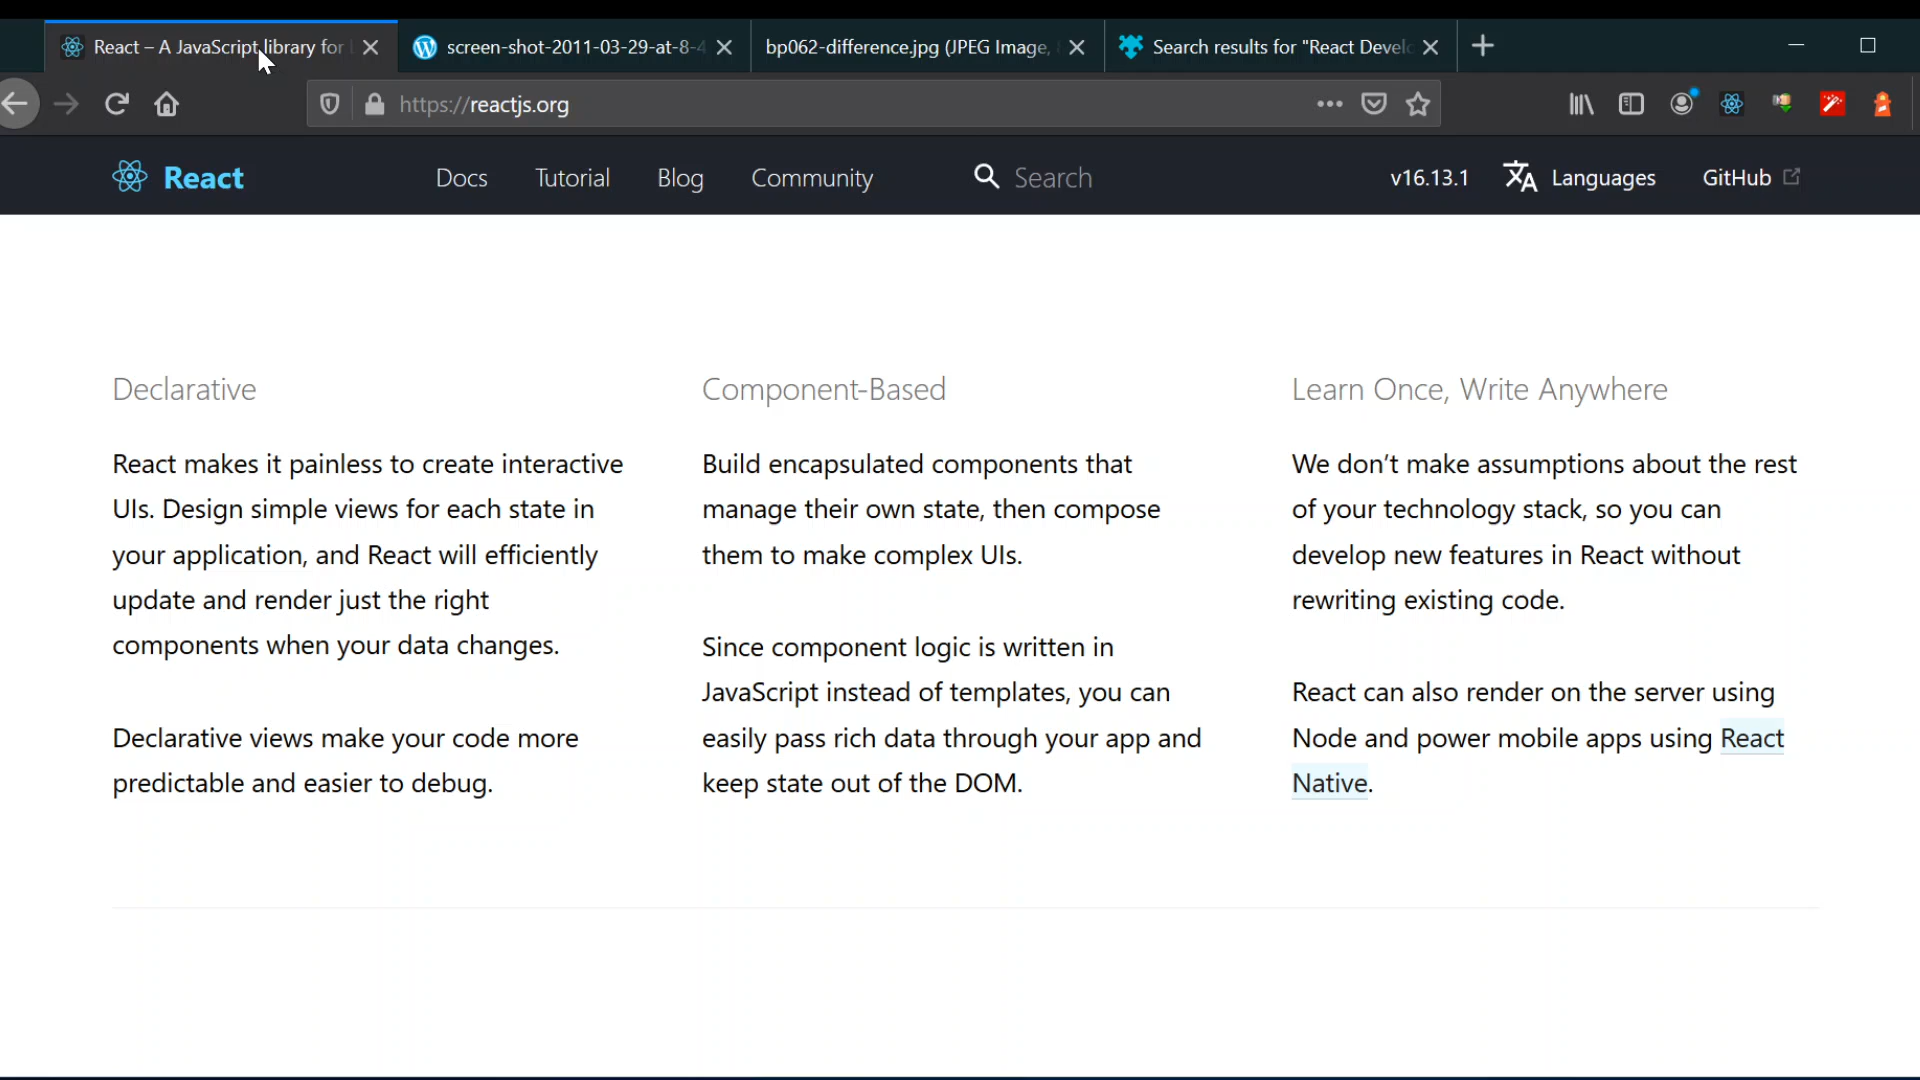 React – A JavaScript library for
screen-shot-2011-03-29-at-8-4
bp062-difference.jpg (JPEG Image,
Search results for "React Devel
https://reactjs.org
React
Docs
Tutorial
Blog
Community
Search
v16.13.1
Languages
GitHub
Declarative
React makes it painless to create interactive
UIs. Design simple views for each state in
your application, and React will efficiently
update and render just the right
components when your data changes.
Declarative views make your code more
predictable and easier to debug.
Component-Based
Build encapsulated components that
manage their own state, then compose
them to make complex UIs.
Since component logic is written in
JavaScript instead of templates, you can
easily pass rich data through your app and
keep state out of the DOM.
Learn Once, Write Anywhere
We don’t make assumptions about the rest
of your technology stack, so you can
develop new features in React without
rewriting existing code.
React can also render on the server using
Node and power mobile apps using React
Native.